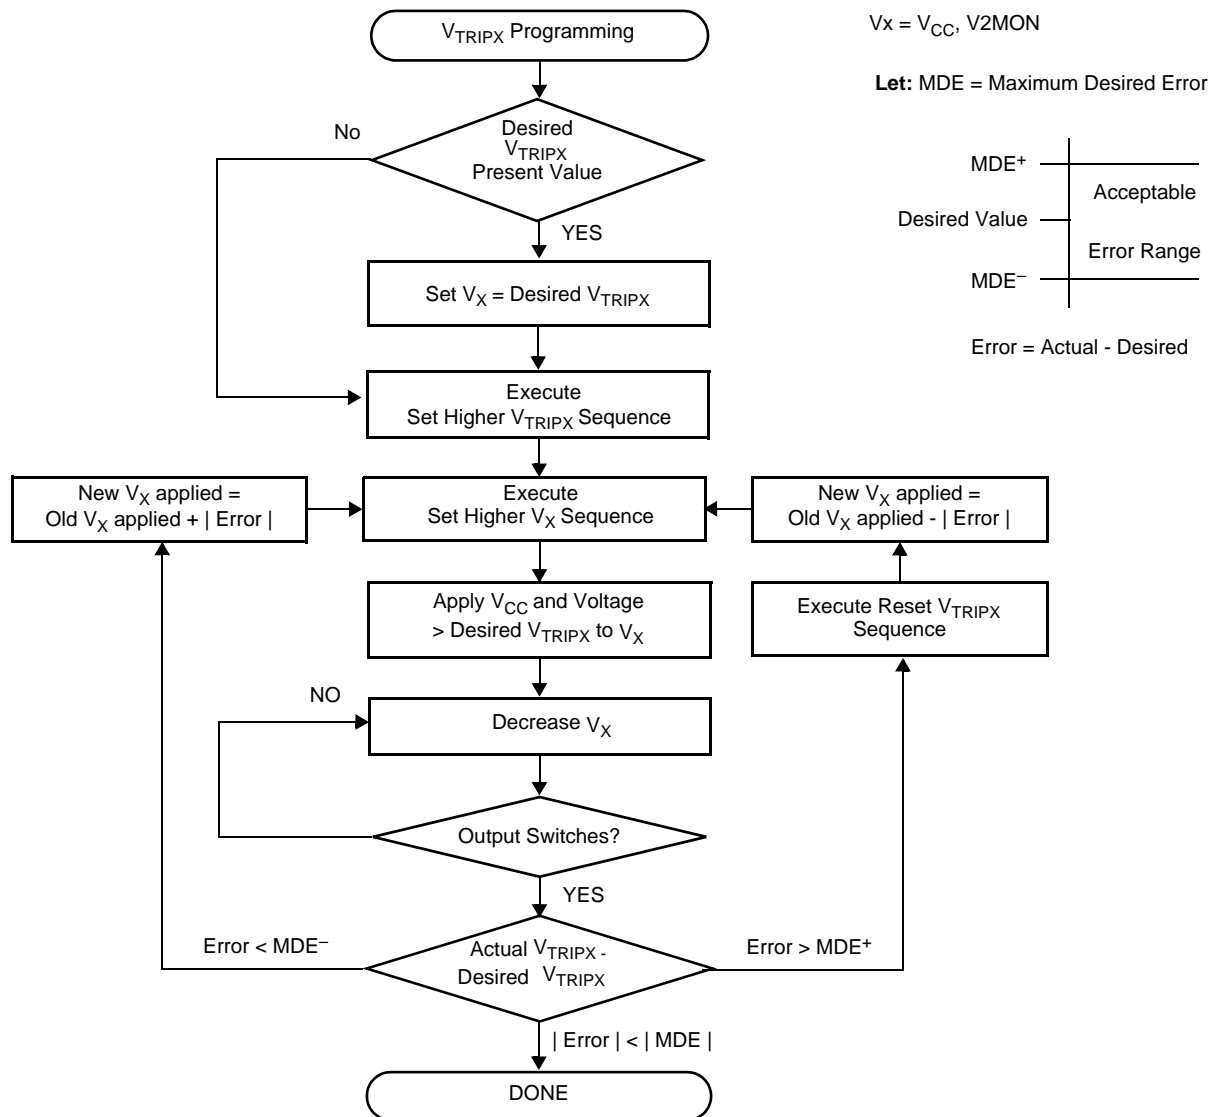 V_TRIPX Programming
Vx = V_CC, V2MON
Let: MDE = Maximum Desired Error
No
Desired
V_TRIPX
Present Value
YES
MDE⁺
Acceptable
Desired Value
Error Range
MDE⁻
Error = Actual - Desired
Set V_X = Desired V_TRIPX
Execute
Set Higher V_TRIPX Sequence
New V_X applied =
Old V_X applied + | Error |
Execute
Set Higher V_X Sequence
New V_X applied =
Old V_X applied - | Error |
Apply V_CC and Voltage
> Desired V_TRIPX to V_X
Execute Reset V_TRIPX
Sequence
NO
Decrease V_X
Output Switches?
YES
Error < MDE⁻
Actual V_TRIPX -
Desired V_TRIPX
Error > MDE⁺
| Error | < | MDE |
DONE